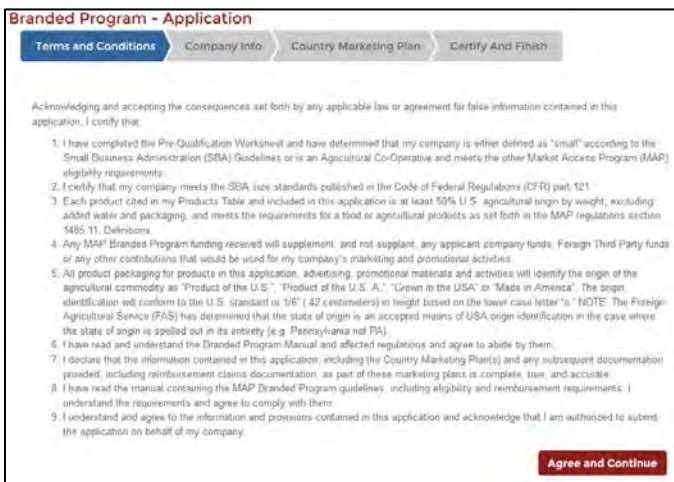 Branded Program - Application
Terms and Conditions
Company Info
Country Marketing Plan
Certify And Finish
Acknowledging and accepting the consequences set forth by any applicable law or agreement for false information contained in this
application, I certify that:
1. I have completed the Pre-Qualification Worksheet and have determined that my company is either defined as "small" according to the
Small Business Administration (SBA) Guidelines or is an Agricultural Co-Operative and meets the other Market Access Program (MAP)
eligibility requirements.
2. I certify that my company meets the SBA size standards published in the Code of Federal Regulations (CFR) part 121.
3. Each product cited in my Products Table and included in this application is at least 50% U.S. agricultural origin by weight, excluding
added water and packaging, and meets the requirements for a food or agricultural products as set forth in the MAP regulations section
1485.11, Definitions.
4. Any MAP Branded Program funding received will supplement, and not supplant, any applicant company funds, Foreign Third Party funds
or any other contributions that would be used for my company's marketing and promotional activities.
5. All product packaging for products in this application, advertising, promotional materials and activities will identify the origin of the
agricultural commodity as "Product of the U.S.", "Product of the U.S. A.", "Grown in the USA" or "Made in America". The origin
identification will conform to the U.S. standard of 1/6" (.42 centimeters) in height based on the lower case letter "o." NOTE: The Foreign
Agricultural Service (FAS) has determined that the state of origin is an accepted means of USA origin identification in the case where
the state of origin is spelled out in its entirety (e.g. Pennsylvania not PA).
6. I have read and understand the Branded Program Manual and affected regulations and agree to abide by them.
7. I declare that the information contained in this application, including the Country Marketing Plan(s) and any subsequent documentation
provided, including reimbursement claims documentation, as part of these marketing plans is complete, true, and accurate.
8. I have read the manual containing the MAP Branded Program guidelines, including eligibility and reimbursement requirements. I
understand the requirements and agree to comply with them.
9. I understand and agree to the information and provisions contained in this application and acknowledge that I am authorized to submit
the application on behalf of my company.
Agree and Continue